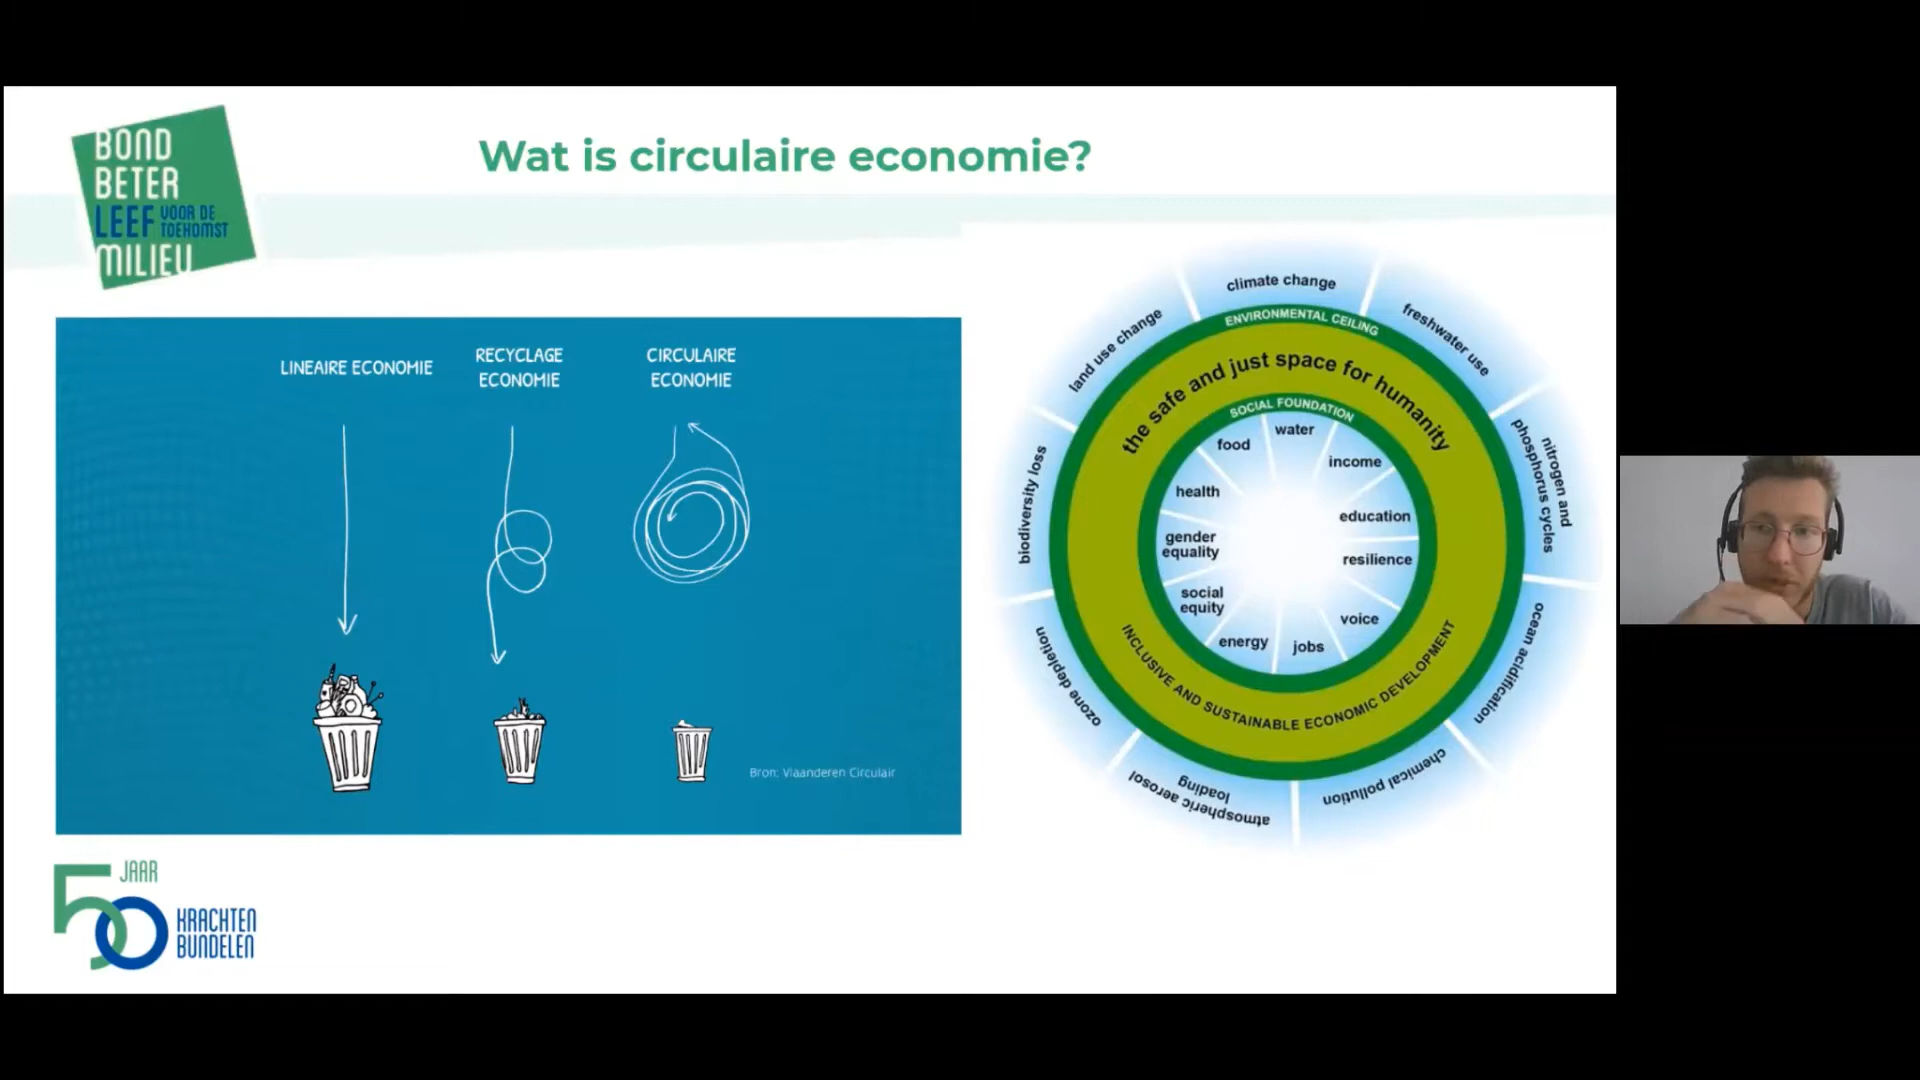 BOND
BETER
LEEF VOOR DE
TOEKOMST
MILIEU
Wat is circulaire economie?
LINEAIRE ECONOMIE
RECYCLAGE
ECONOMIE
CIRCULAIRE
ECONOMIE
Bron: Vlaanderen Circulair
climate change
freshwater use
nitrogen and
phosphorus cycles
ocean acidification
chemical pollution
atmospheric aerosol
loading
ozone depletion
biodiversity loss
land use change
ENVIRONMENTAL CEILING
the safe and just space for humanity
SOCIAL FOUNDATION
water
income
education
resilience
voice
jobs
energy
social
equity
gender
equality
health
food
INCLUSIVE AND SUSTAINABLE ECONOMIC DEVELOPMENT
50 JAAR
KRACHTEN
BUNDELEN